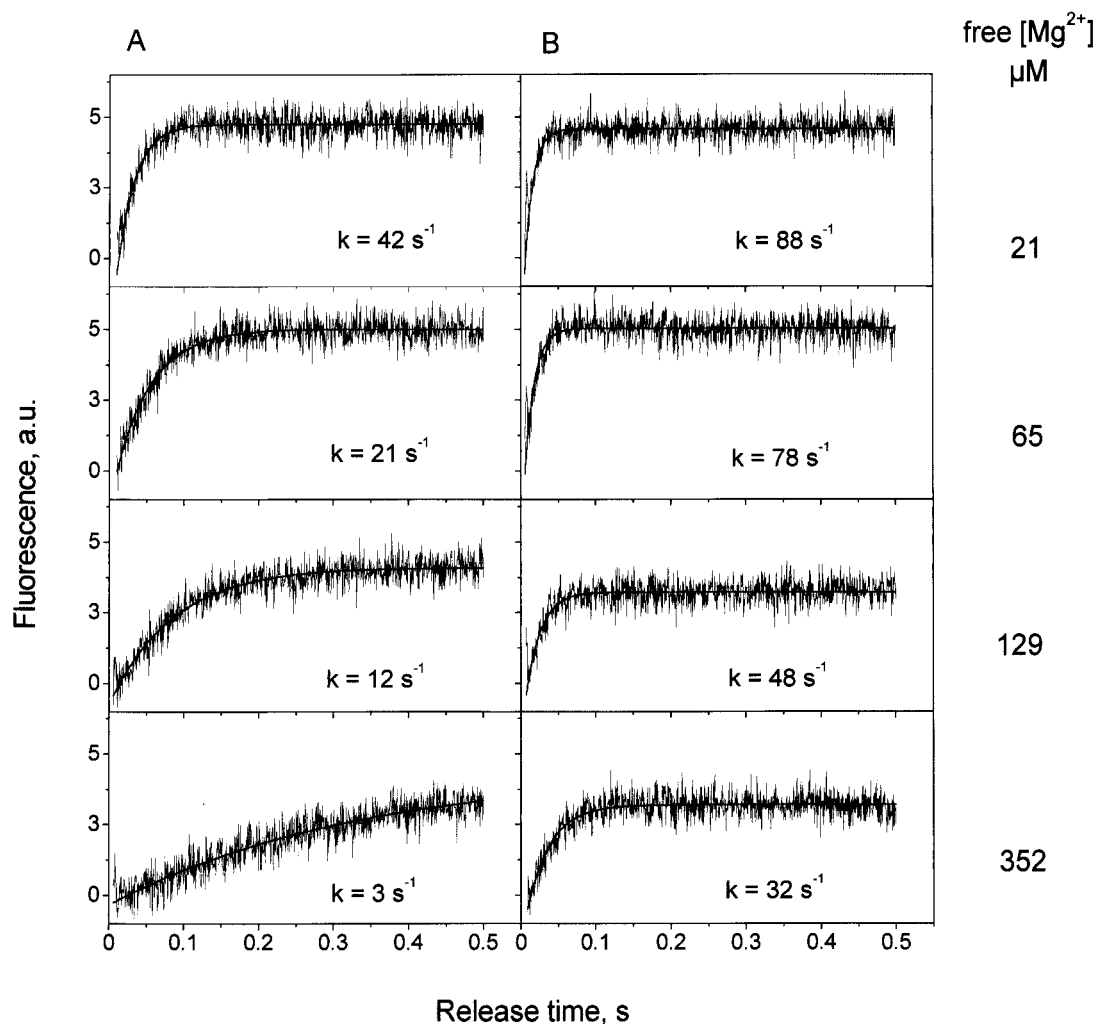 A
B
free [Mg²⁺]
µM
5
3
0
k = 42 s⁻¹
k = 88 s⁻¹
21
5
3
0
k = 21 s⁻¹
k = 78 s⁻¹
65
5
3
0
k = 12 s⁻¹
k = 48 s⁻¹
129
5
3
0
k = 3 s⁻¹
k = 32 s⁻¹
352
0 0.1 0.2 0.3 0.4 0.5 0 0.1 0.2 0.3 0.4 0.5
Fluorescence, a.u.
Release time, s